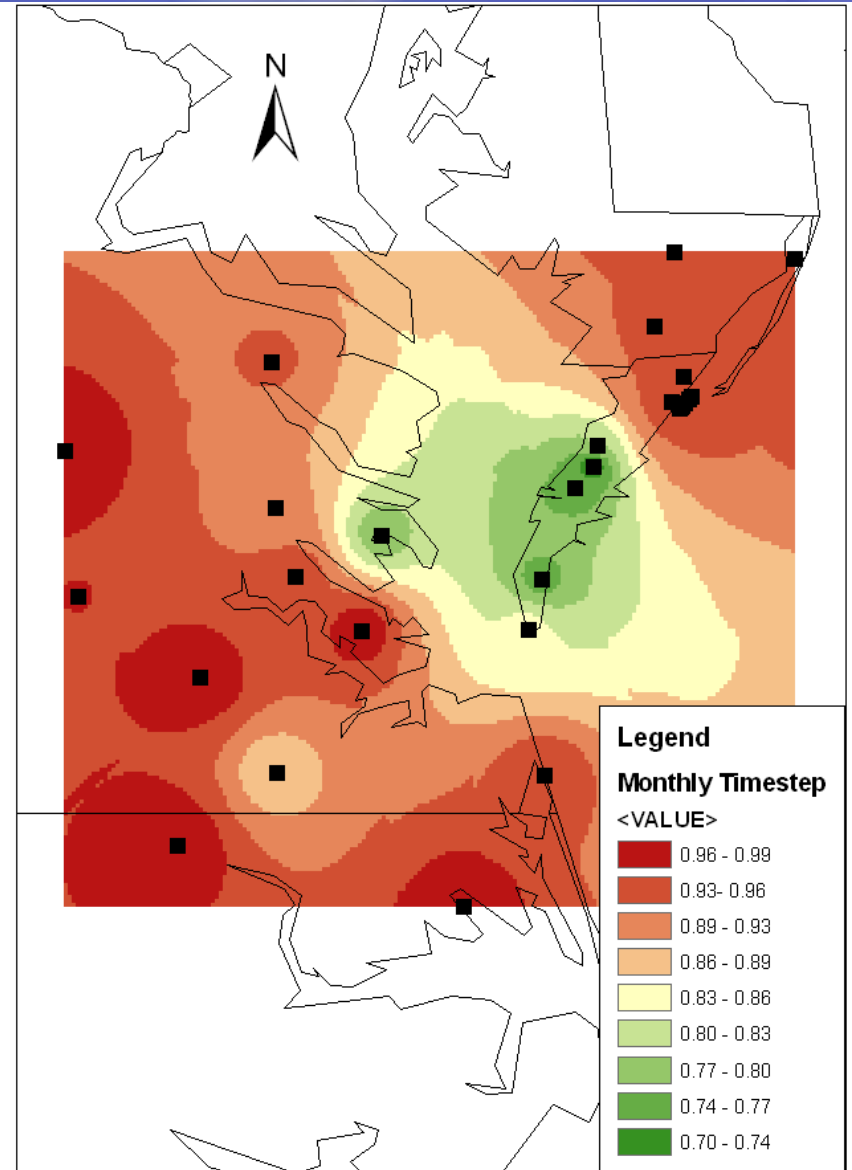 N
Legend
Monthly Timestep
<VALUE>
0.96 - 0.99
0.93- 0.96
0.89 - 0.93
0.86 - 0.89
0.83 - 0.86
0.80 - 0.83
0.77 - 0.80
0.74 - 0.77
0.70 - 0.74